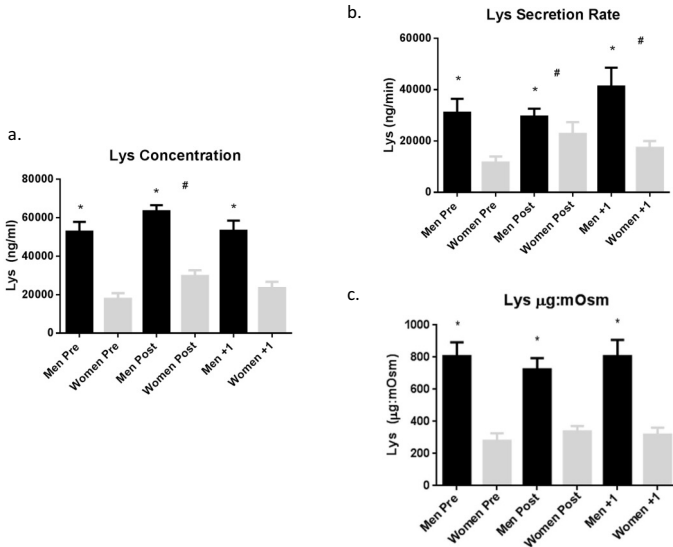 a.
Lys Concentration
Lys (ng/ml)
80000
60000
40000
20000
0
* * # *
Men Pre
Women Pre
Men Post
Women Post
Men +1
Women +1
b.
Lys Secretion Rate
Lys (ng/min)
60000
40000
20000
0
* * # * #
Men Pre
Women Pre
Men Post
Women Post
Men +1
Women +1
c.
Lys μg:mOsm
Lys (μg:mOsm)
1000
800
600
400
200
0
* * *
Men Pre
Women Pre
Men Post
Women Post
Men +1
Women +1